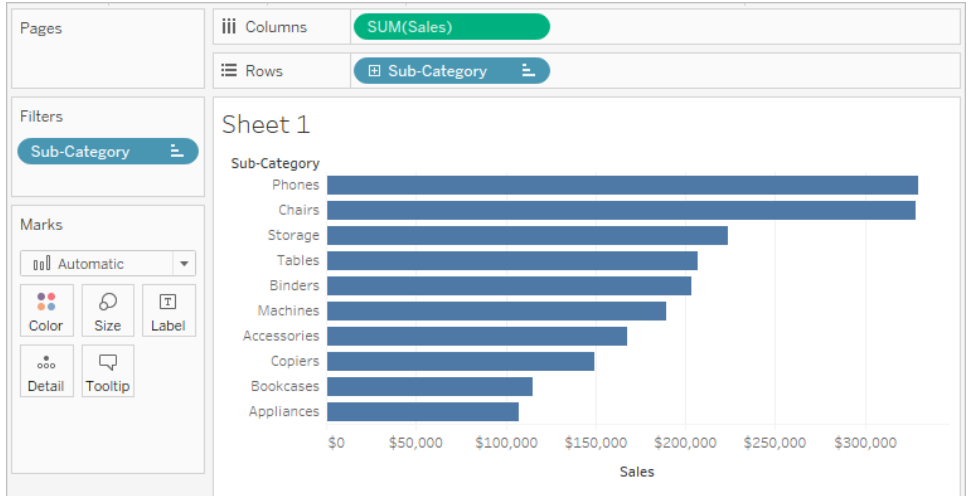 Pages
Columns
SUM(Sales)
Rows
Sub-Category
Filters
Sub-Category
Marks
Automatic
Color
Size
T
Label
Detail
Tooltip
Sheet 1
Sub-Category
Phones
Chairs
Storage
Tables
Binders
Machines
Accessories
Copiers
Bookcases
Appliances
$0 $50,000 $100,000 $150,000 $200,000 $250,000 $300,000
Sales